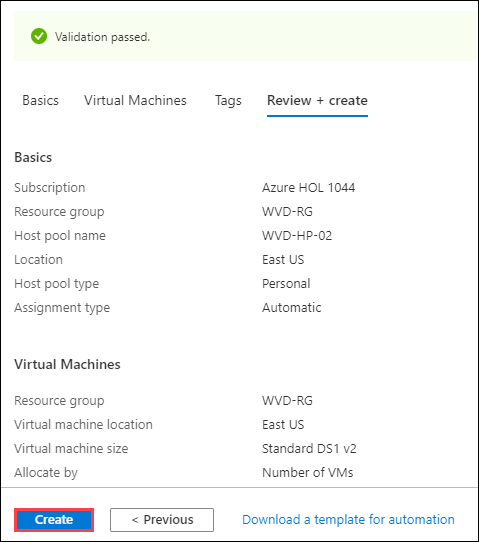 Validation passed.
Basics Virtual Machines Tags Review + create
Basics
Subscription Azure HOL 1044
Resource group WVD-RG
Host pool name WVD-HP-02
Location East US
Host pool type Personal
Assignment type Automatic
Virtual Machines
Resource group WVD-RG
Virtual machine location East US
Virtual machine size Standard DS1 v2
Allocate by Number of VMs
Create < Previous Download a template for automation